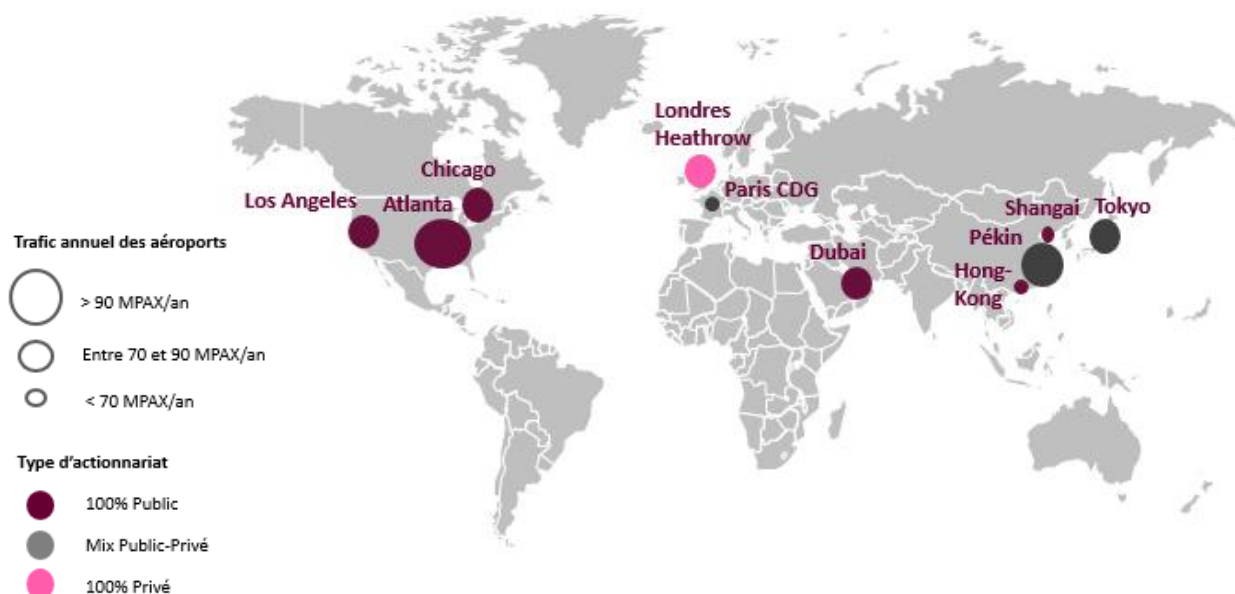 Londres
Heathrow
Chicago
Paris CDG
Los Angeles
Atlanta
Shangai
Tokyo
Trafic annuel des aéroports
Pékin
Dubai
Hong-
Kong
> 90 MPAX/an
Entre 70 et 90 MPAX/an
< 70 MPAX/an
Type d’actionnariat
100% Public
Mix Public-Privé
100% Privé